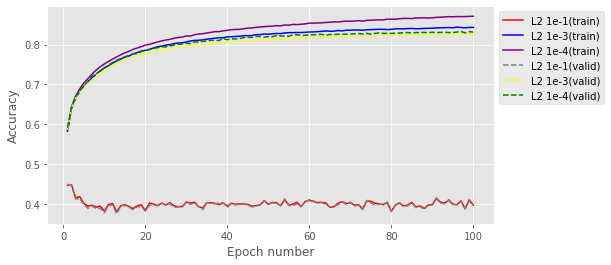 0.8
0.7
0.6
0.5
0.4
Accuracy
0 20 40 60 80 100
Epoch number
L2 1e-1(train)
L2 1e-3(train)
L2 1e-4(train)
L2 1e-1(valid)
L2 1e-3(valid)
L2 1e-4(valid)